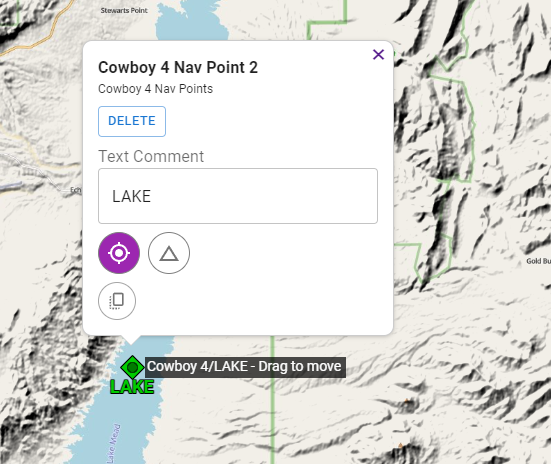 Stewarts Point
Cowboy 4 Nav Point 2
Cowboy 4 Nav Points
DELETE
Text Comment
LAKE
Gold Bu
Cowboy 4/LAKE - Drag to move
LAKE
Lake Mead